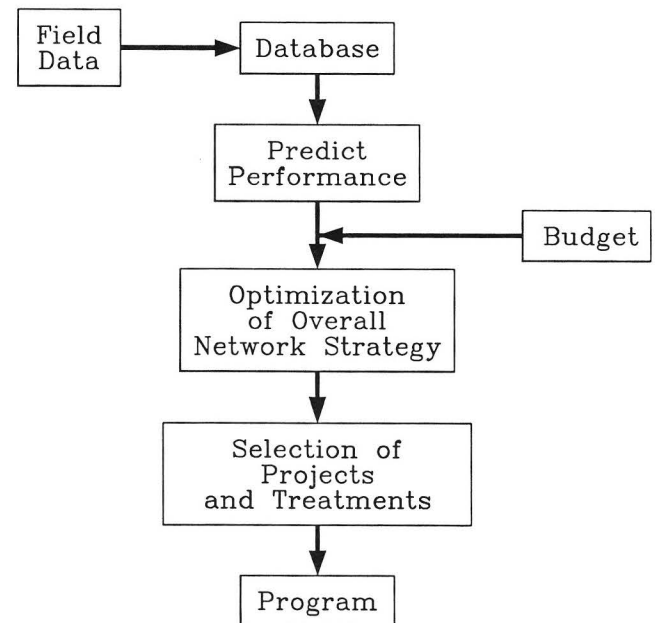 Field
Data
Database
Predict
Performance
Budget
Optimization
of Overall
Network Strategy
Selection of
Projects
and Treatments
Program